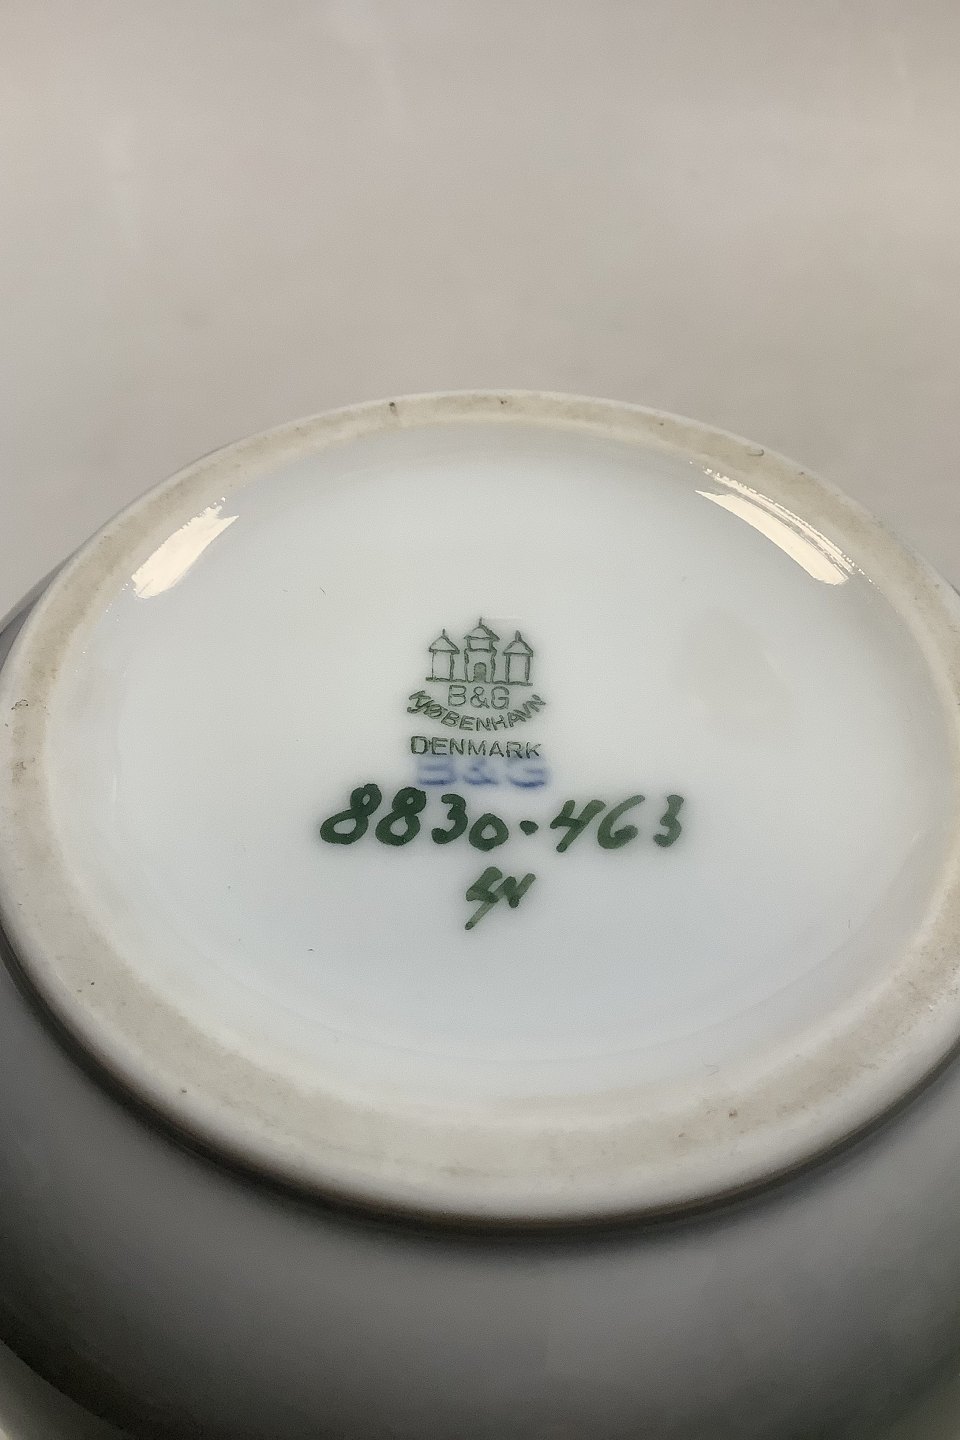 B&G
KJØBENHAVN
DENMARK
B&G
8830·463